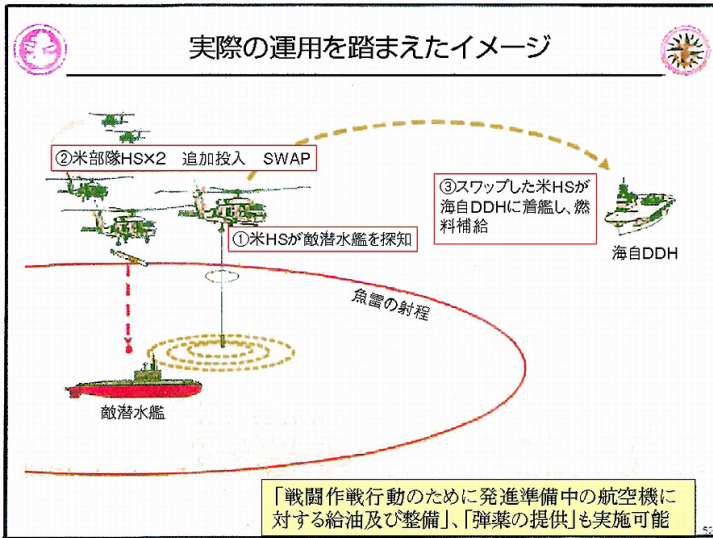 実際の運用を踏まえたイメージ
②米部隊HS×2　追加投入　SWAP
①米HSが敵潜水艦を探知
③スワップした米HSが
海自DDHに着艦し、燃
料補給
海自DDH
魚雷の射程
敵潜水艦
「戦闘作戦行動のために発進準備中の航空機に
対する給油及び整備」、「弾薬の提供」も実施可能